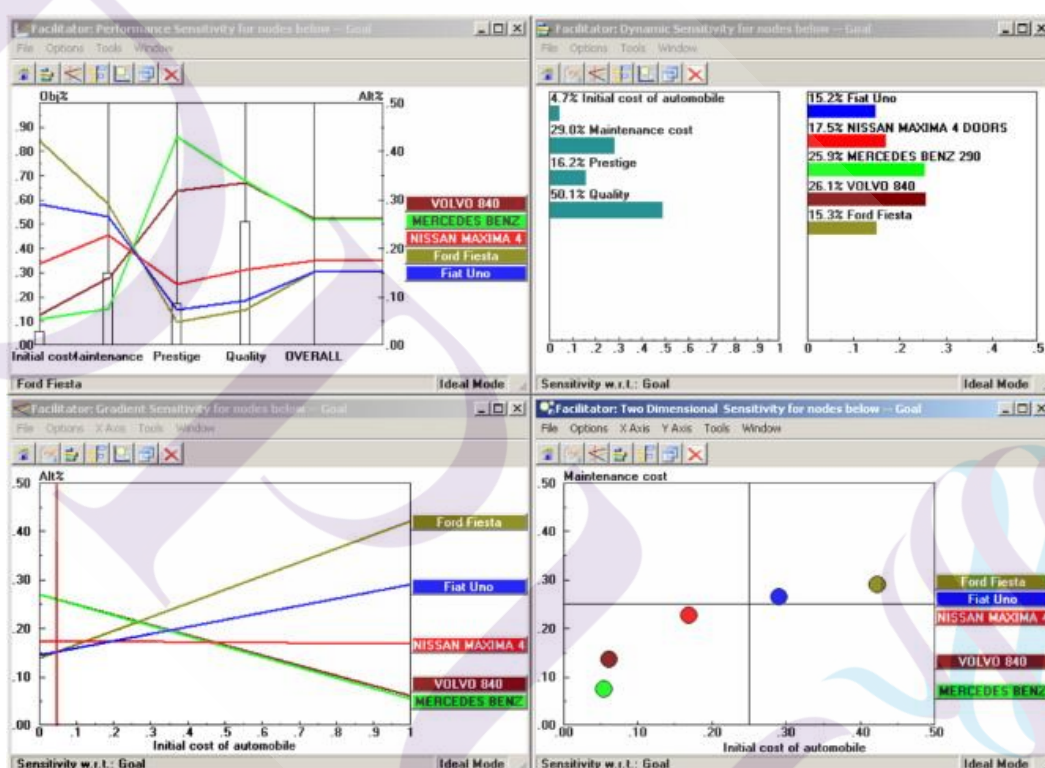 Facilitator: Performance Sensitivity for nodes below -- Goal
File Options Tools Window
Obj% Alt%
.90
.80
.70
.60
.50
.40
.30
.20
.10
.00
.50
.40
.30
.20
.10
.00
VOLVO 840
MERCEDES BENZ
NISSAN MAXIMA 4
Ford Fiesta
Fiat Uno
Initial cost Maintenance Prestige Quality OVERALL
Ford Fiesta Ideal Mode
Facilitator: Dynamic Sensitivity for nodes below -- Goal
File Options Tools Window
4.7% Initial cost of automobile
29.0% Maintenance cost
16.2% Prestige
50.1% Quality
0 .1 .2 .3 .4 .5 .6 .7 .8 .9 1
15.2% Fiat Uno
17.5% NISSAN MAXIMA 4 DOORS
25.9% MERCEDES BENZ 290
26.1% VOLVO 840
15.3% Ford Fiesta
0 .1 .2 .3 .4 .5
Sensitivity w.r.t.: Goal Ideal Mode
Facilitator: Gradient Sensitivity for nodes below -- Goal
File Options X Axis Tools Window
Alt%
.50
.40
.30
.20
.10
.00
Ford Fiesta
Fiat Uno
NISSAN MAXIMA 4
VOLVO 840
MERCEDES BENZ
0 .1 .2 .3 .4 .5 .6 .7 .8 .9 1
Initial cost of automobile
Sensitivity w.r.t.: Goal Ideal Mode
Facilitator: Two Dimensional Sensitivity for nodes below -- Goal
File Options X Axis Y Axis Tools Window
Maintenance cost
.50
.40
.30
.20
.10
.00
Ford Fiesta
Fiat Uno
NISSAN MAXIMA 4
VOLVO 840
MERCEDES BENZ
.00 .10 .20 .30 .40 .50
Initial cost of automobile
Sensitivity w.r.t.: Goal Ideal Mode